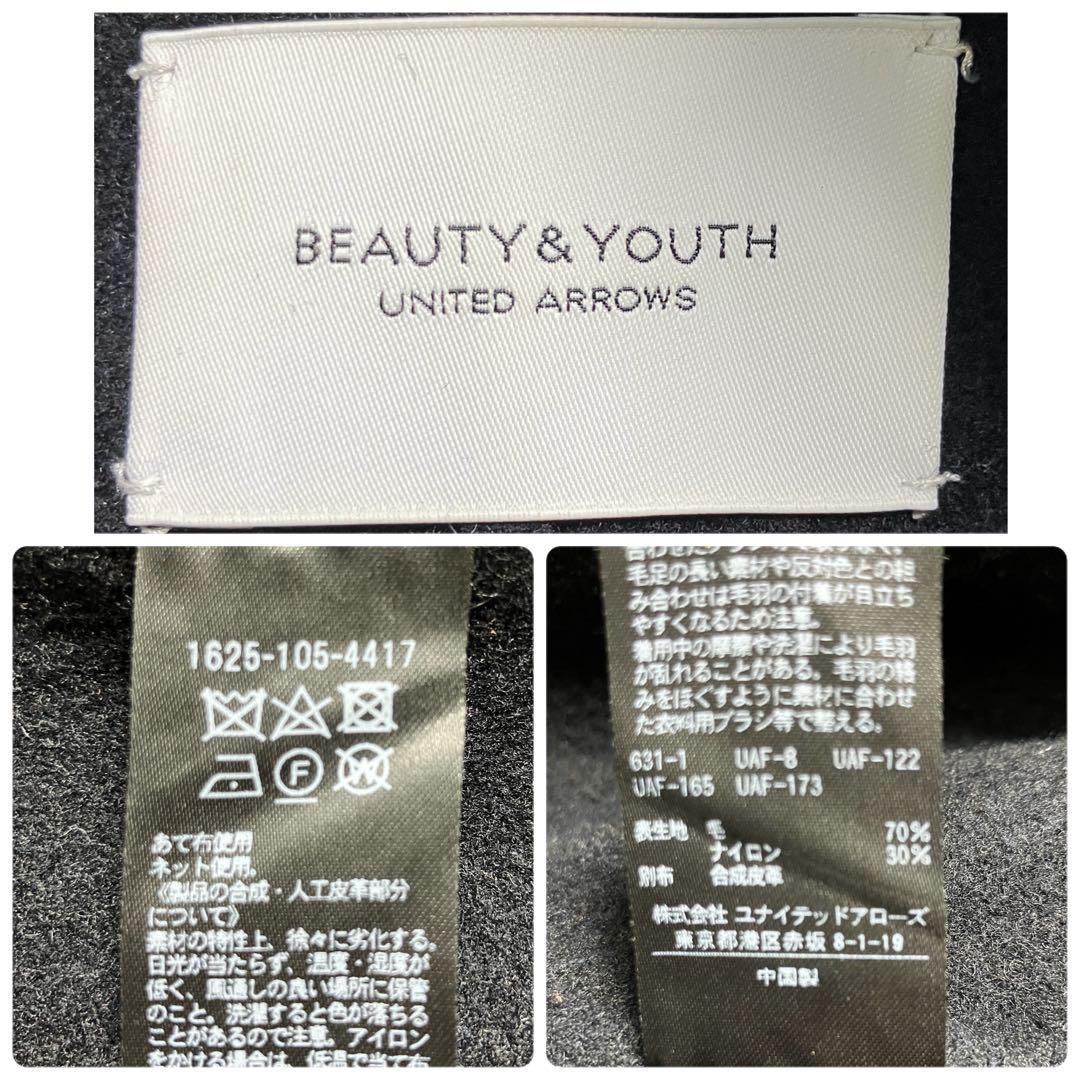 BEAUTY&YOUTH
UNITED ARROWS
1625-105-4417
F W
あて布使用
ネット使用。
《製品の合成・人工皮革部分
について》
素材の特性上、徐々に劣化する。
日光が当たらず、温度・湿度が
低く、風通しの良い場所に保管
のこと。洗濯すると色が落ちる
ことがあるので注意。アイロン
をかける場合は、低温で当て布
毛足の長い素材や反対色との組
み合わせは毛羽の付着が目立ち
やすくなるため注意。
着用中の摩擦や洗濯により毛羽
が乱れることがある。毛羽の絡
みをほぐすように素材に合わせ
た衣料用ブラシ等で整える。
631-1 UAF-8 UAF-122
UAF-165 UAF-173
表生地 毛 70%
ナイロン 30%
別布 合成皮革
株式会社 ユナイテッドアローズ
東京都港区赤坂 8-1-19
中国製